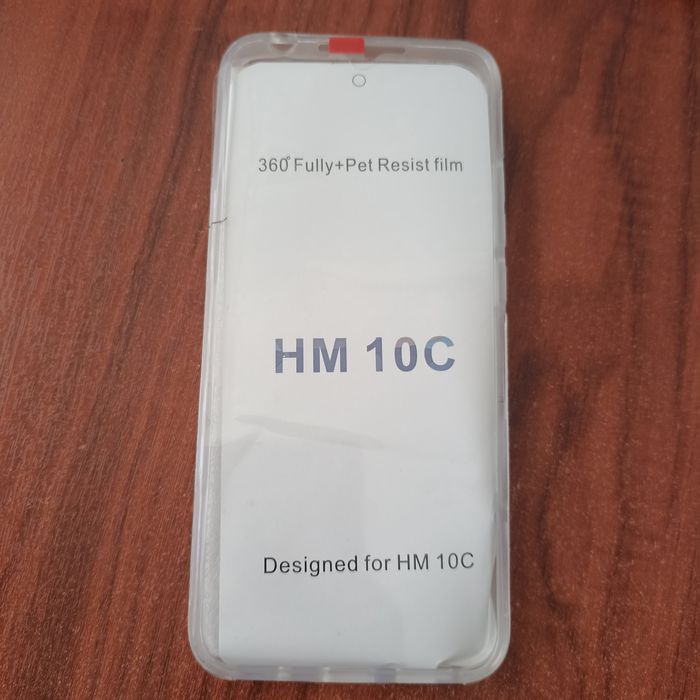 360° Fully+Pet Resist film
HM 10C
Designed for HM 10C